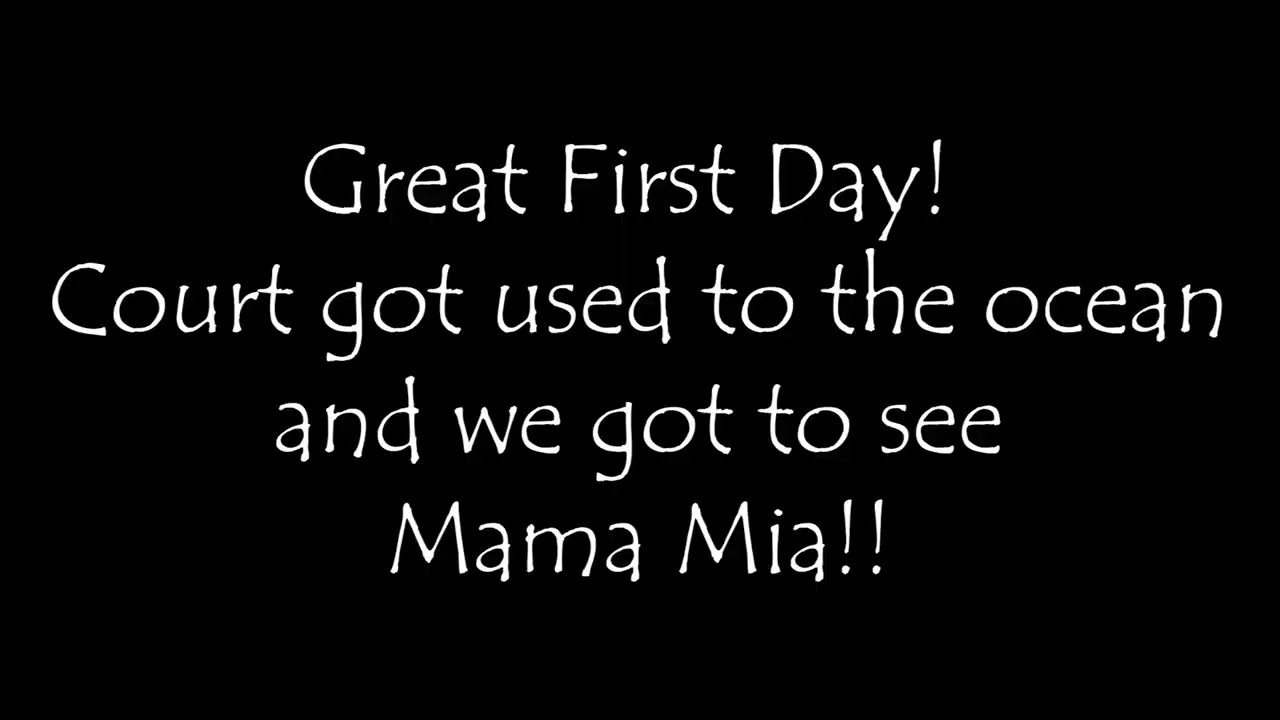 Great First Day!
Court got used to the ocean
and we got to see
Mama Mia!!